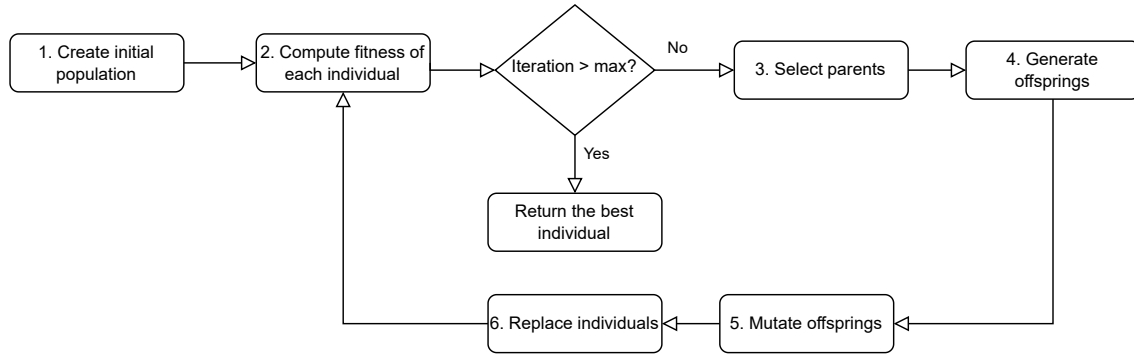 1. Create initial
population
2. Compute fitness of
each individual
Iteration > max?
No
3. Select parents
4. Generate
offsprings
Yes
Return the best
individual
6. Replace individuals
5. Mutate offsprings